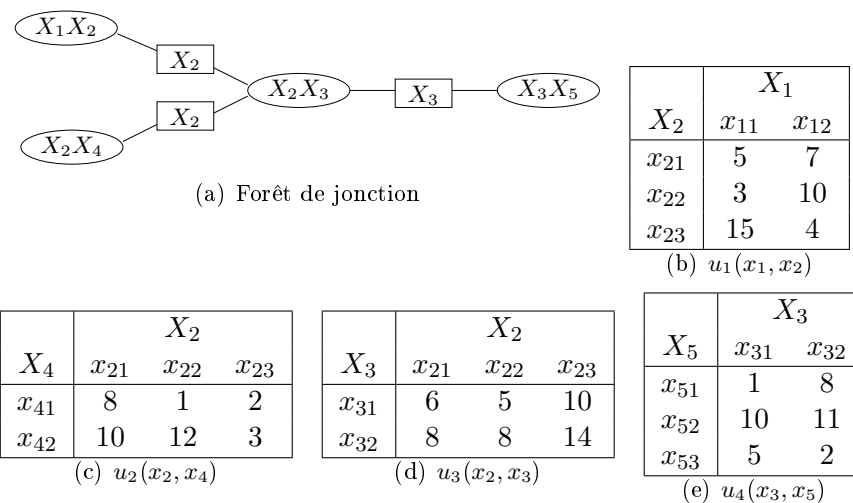 X₁X₂
X₂
X₂X₃
X₃
X₃X₅
X₂
X₂X₄
(a) Forêt de jonction
X₁
X₂ x₁₁ x₁₂
x₂₁ 5 7
x₂₂ 3 10
x₂₃ 15 4
(b) u₁(x₁, x₂)
X₂
X₄ x₂₁ x₂₂ x₂₃
x₄₁ 8 1 2
x₄₂ 10 12 3
(c) u₂(x₂, x₄)
X₂
X₃ x₂₁ x₂₂ x₂₃
x₃₁ 6 5 10
x₃₂ 8 8 14
(d) u₃(x₂, x₃)
X₃
X₅ x₃₁ x₃₂
x₅₁ 1 8
x₅₂ 10 11
x₅₃ 5 2
(e) u₄(x₃, x₅)